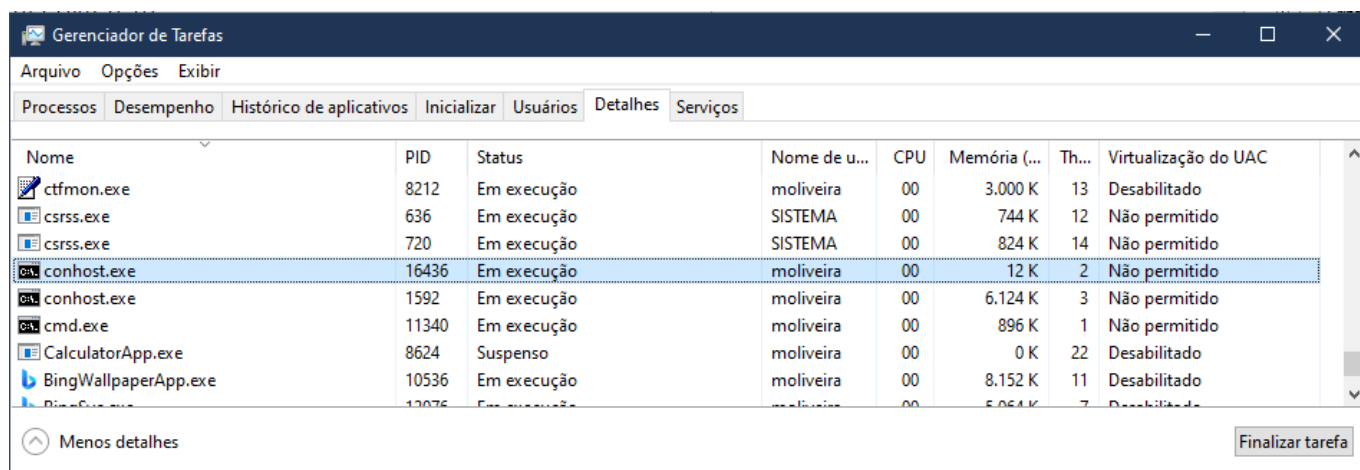 Gerenciador de Tarefas
Arquivo Opções Exibir
Processos Desempenho Histórico de aplicativos Inicializar Usuários Detalhes Serviços
Nome PID Status Nome de u... CPU Memória (... Th... Virtualização do UAC
ctfmon.exe 8212 Em execução moliveira 00 3.000 K 13 Desabilitado
csrss.exe 636 Em execução SISTEMA 00 744 K 12 Não permitido
csrss.exe 720 Em execução SISTEMA 00 824 K 14 Não permitido
conhost.exe 16436 Em execução moliveira 00 12 K 2 Não permitido
conhost.exe 1592 Em execução moliveira 00 6.124 K 3 Não permitido
cmd.exe 11340 Em execução moliveira 00 896 K 1 Não permitido
CalculatorApp.exe 8624 Suspenso moliveira 00 0 K 22 Desabilitado
BingWallpaperApp.exe 10536 Em execução moliveira 00 8.152 K 11 Desabilitado
Menos detalhes Finalizar tarefa